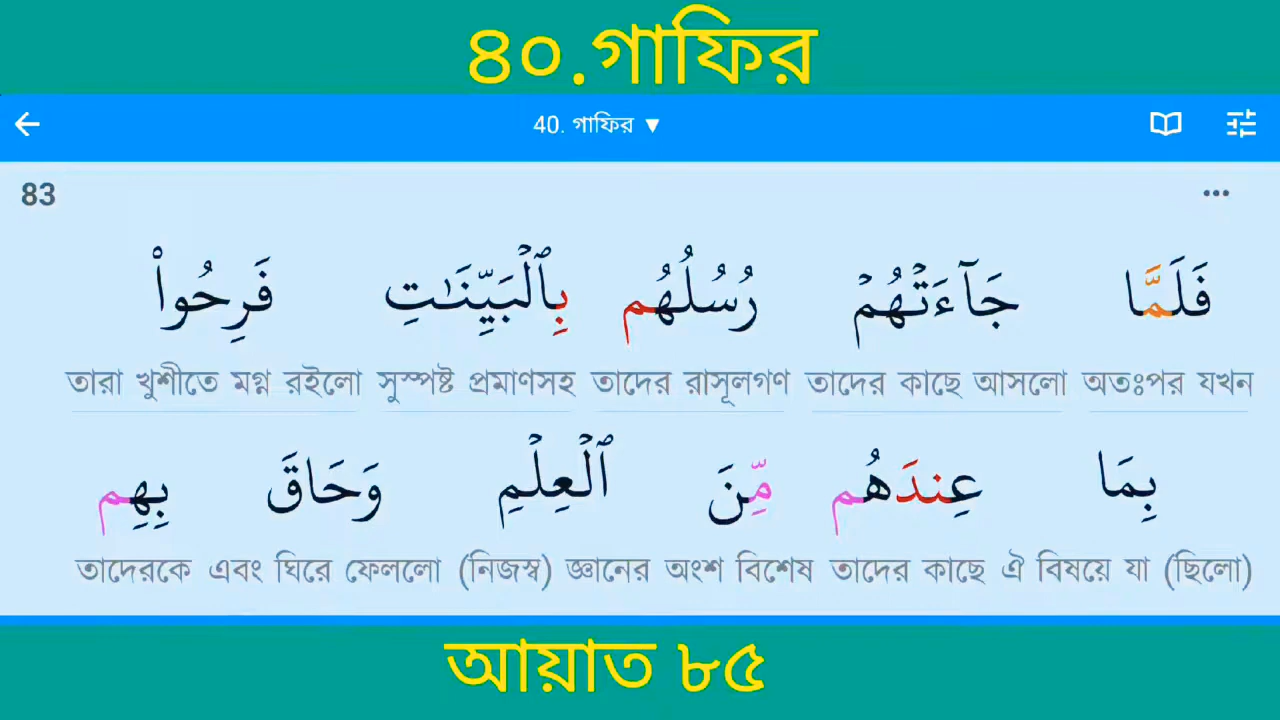 ৪০.গাফির
40. গাফির ▼
83
فَلَمَّا جَآءَتْهُمْ رُسُلُهُم بِٱلْبَيِّنَـٰتِ فَرِحُوا۟
তারা খুশীতে মগ্ন রইলো সুস্পষ্ট প্রমাণসহ তাদের রাসূলগণ তাদের কাছে আসলো অতঃপর যখন
بِمَا عِندَهُم مِّنَ ٱلْعِلْمِ وَحَاقَ بِهِم
তাদেরকে এবং ঘিরে ফেললো (নিজস্ব) জ্ঞানের অংশ বিশেষ তাদের কাছে ঐ বিষয়ে যা (ছিলো)
আয়াত ৮৫